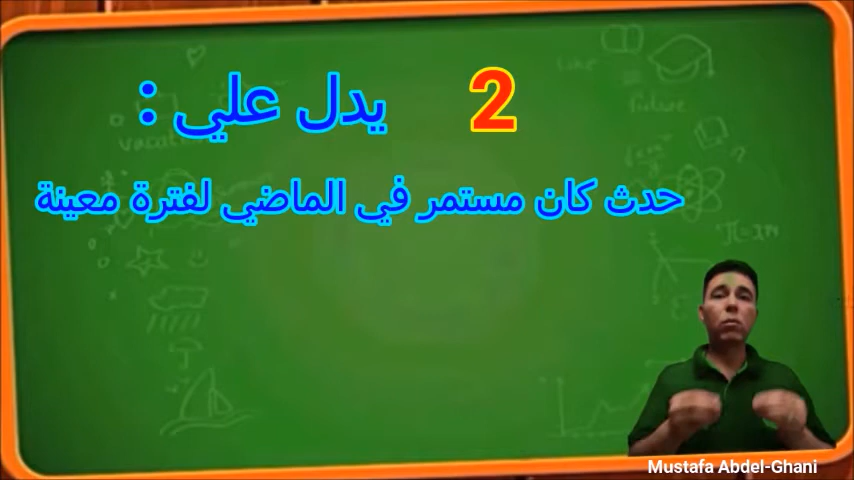 2 يدل علي :
حدث كان مستمر في الماضي لفترة معينة
Mustafa Abdel-Ghani